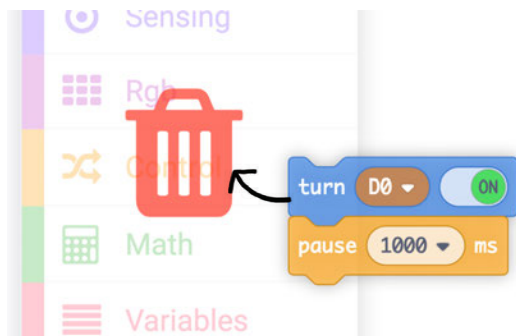 Sensing
Rgb
Control
turn D0 ON
pause 1000 ms
Math
Variables